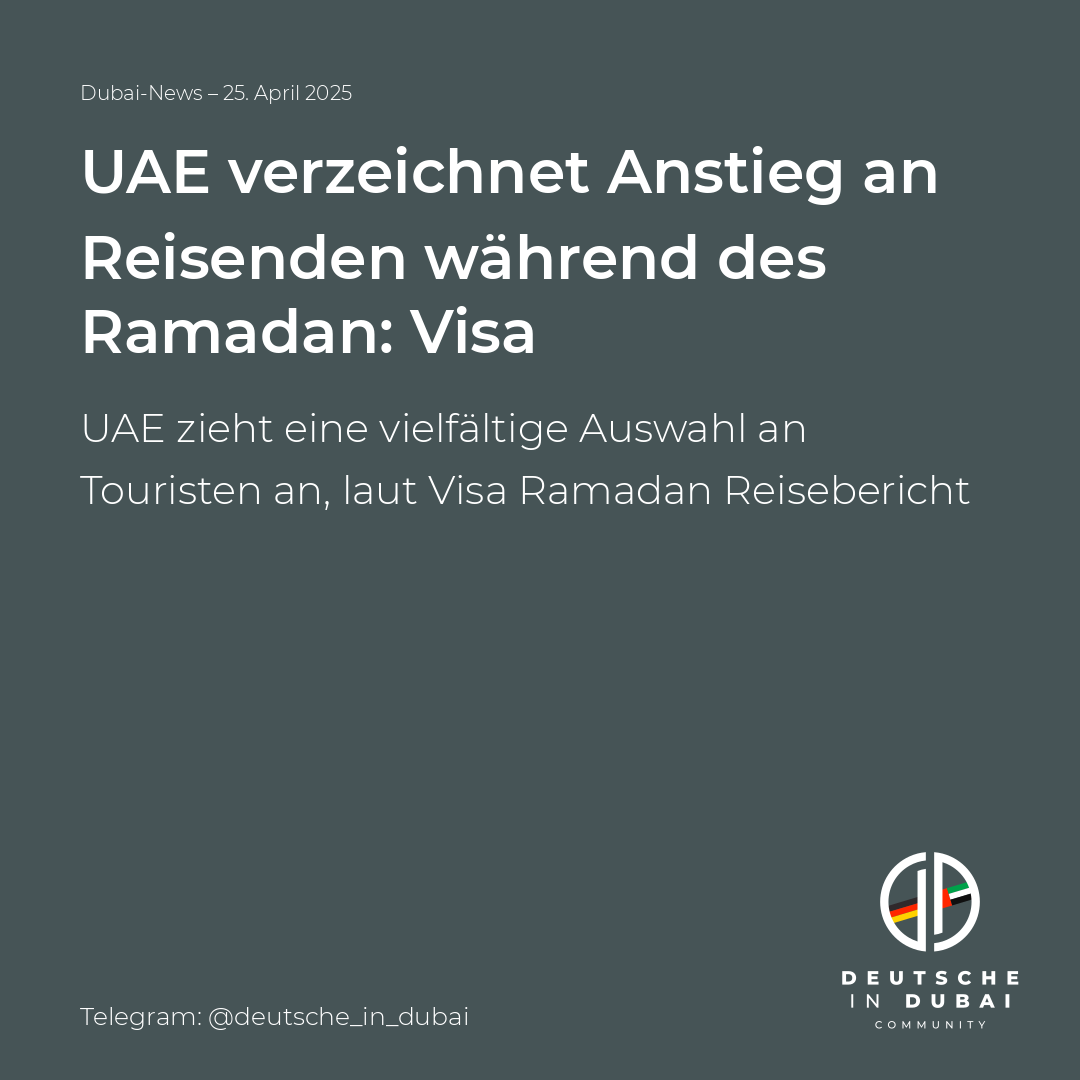 Dubai-News – 25. April 2025
UAE verzeichnet Anstieg an
Reisenden während des
Ramadan: Visa
UAE zieht eine vielfältige Auswahl an
Touristen an, laut Visa Ramadan Reisebericht
DEUTSCHE
IN DUBAI
COMMUNITY
Telegram: @deutsche_in_dubai